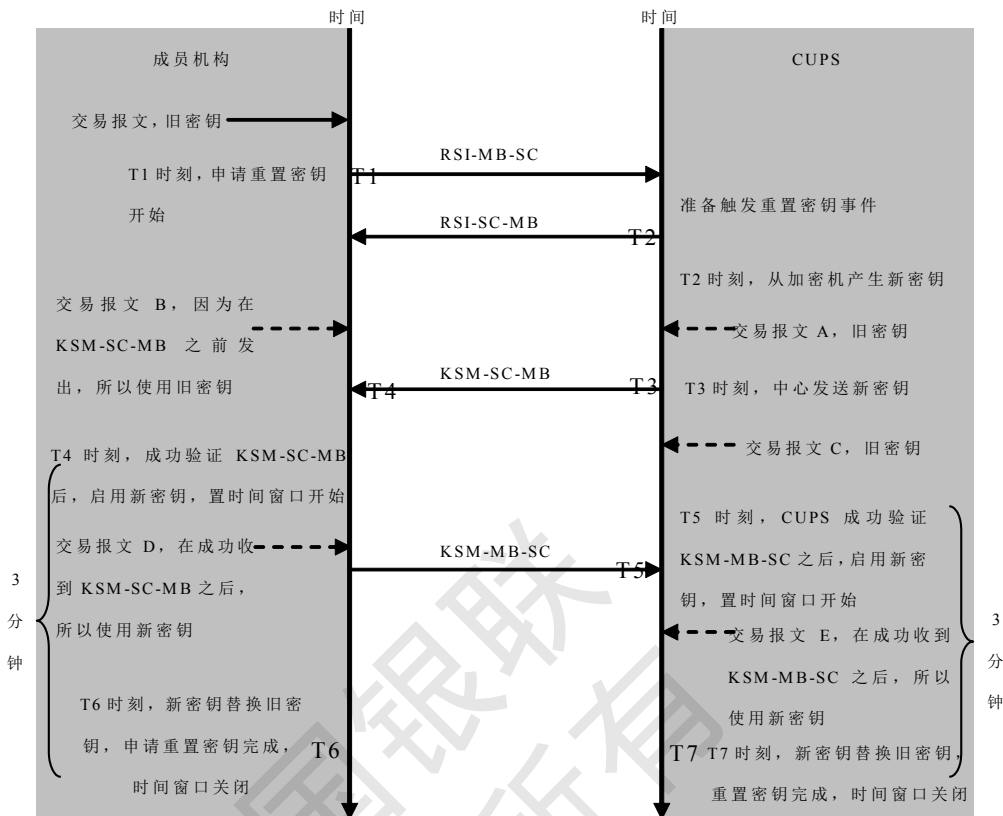 时间
时间
成员机构
CUPS
交易报文，旧密钥
RSI-MB-SC
T1 时刻，申请重置密钥
开始
T1
准备触发重置密钥事件
RSI-SC-MB
T2
T2 时刻，从加密机产生新密钥
交易报文 B，因为在
KSM-SC-MB 之前发
出，所以使用旧密钥
交易报文 A，旧密钥
KSM-SC-MB
T4
T3
T3 时刻，中心发送新密钥
交易报文 C，旧密钥
T4 时刻，成功验证 KSM-SC-MB
后，启用新密钥，置时间窗口开始
交易报文 D，在成功收
到 KSM-SC-MB 之后，
所以使用新密钥
KSM-MB-SC
T5
T5 时刻，CUPS 成功验证
KSM-MB-SC 之后，启用新密
钥，置时间窗口开始
交易报文 E，在成功收到
KSM-MB-SC 之后，所以
使用新密钥
3
分
钟
3
分
钟
T6 时刻，新密钥替换旧密
钥，申请重置密钥完成，
时间窗口关闭
T6
T7
T7 时刻，新密钥替换旧密钥，
重置密钥完成，时间窗口关闭
国银联
所有